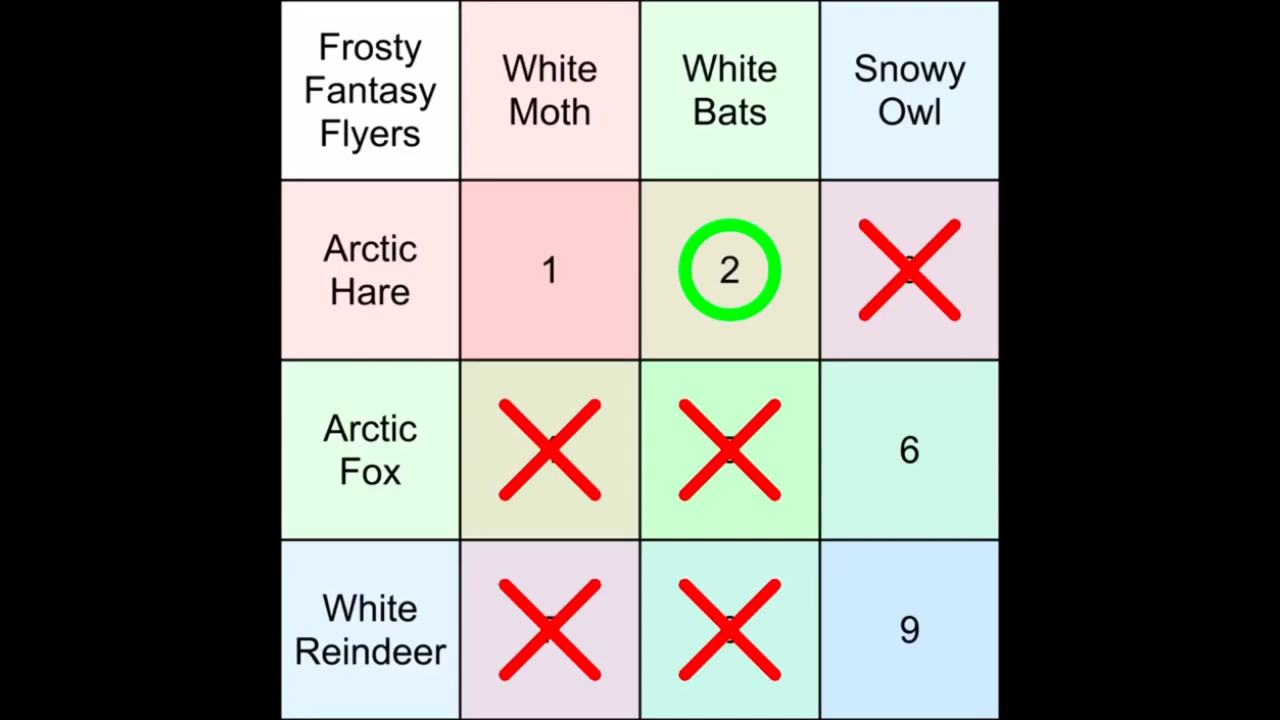 Frosty
Fantasy
Flyers
White
Moth
White
Bats
Snowy
Owl
Arctic
Hare
1
2
Arctic
Fox
6
White
Reindeer
9